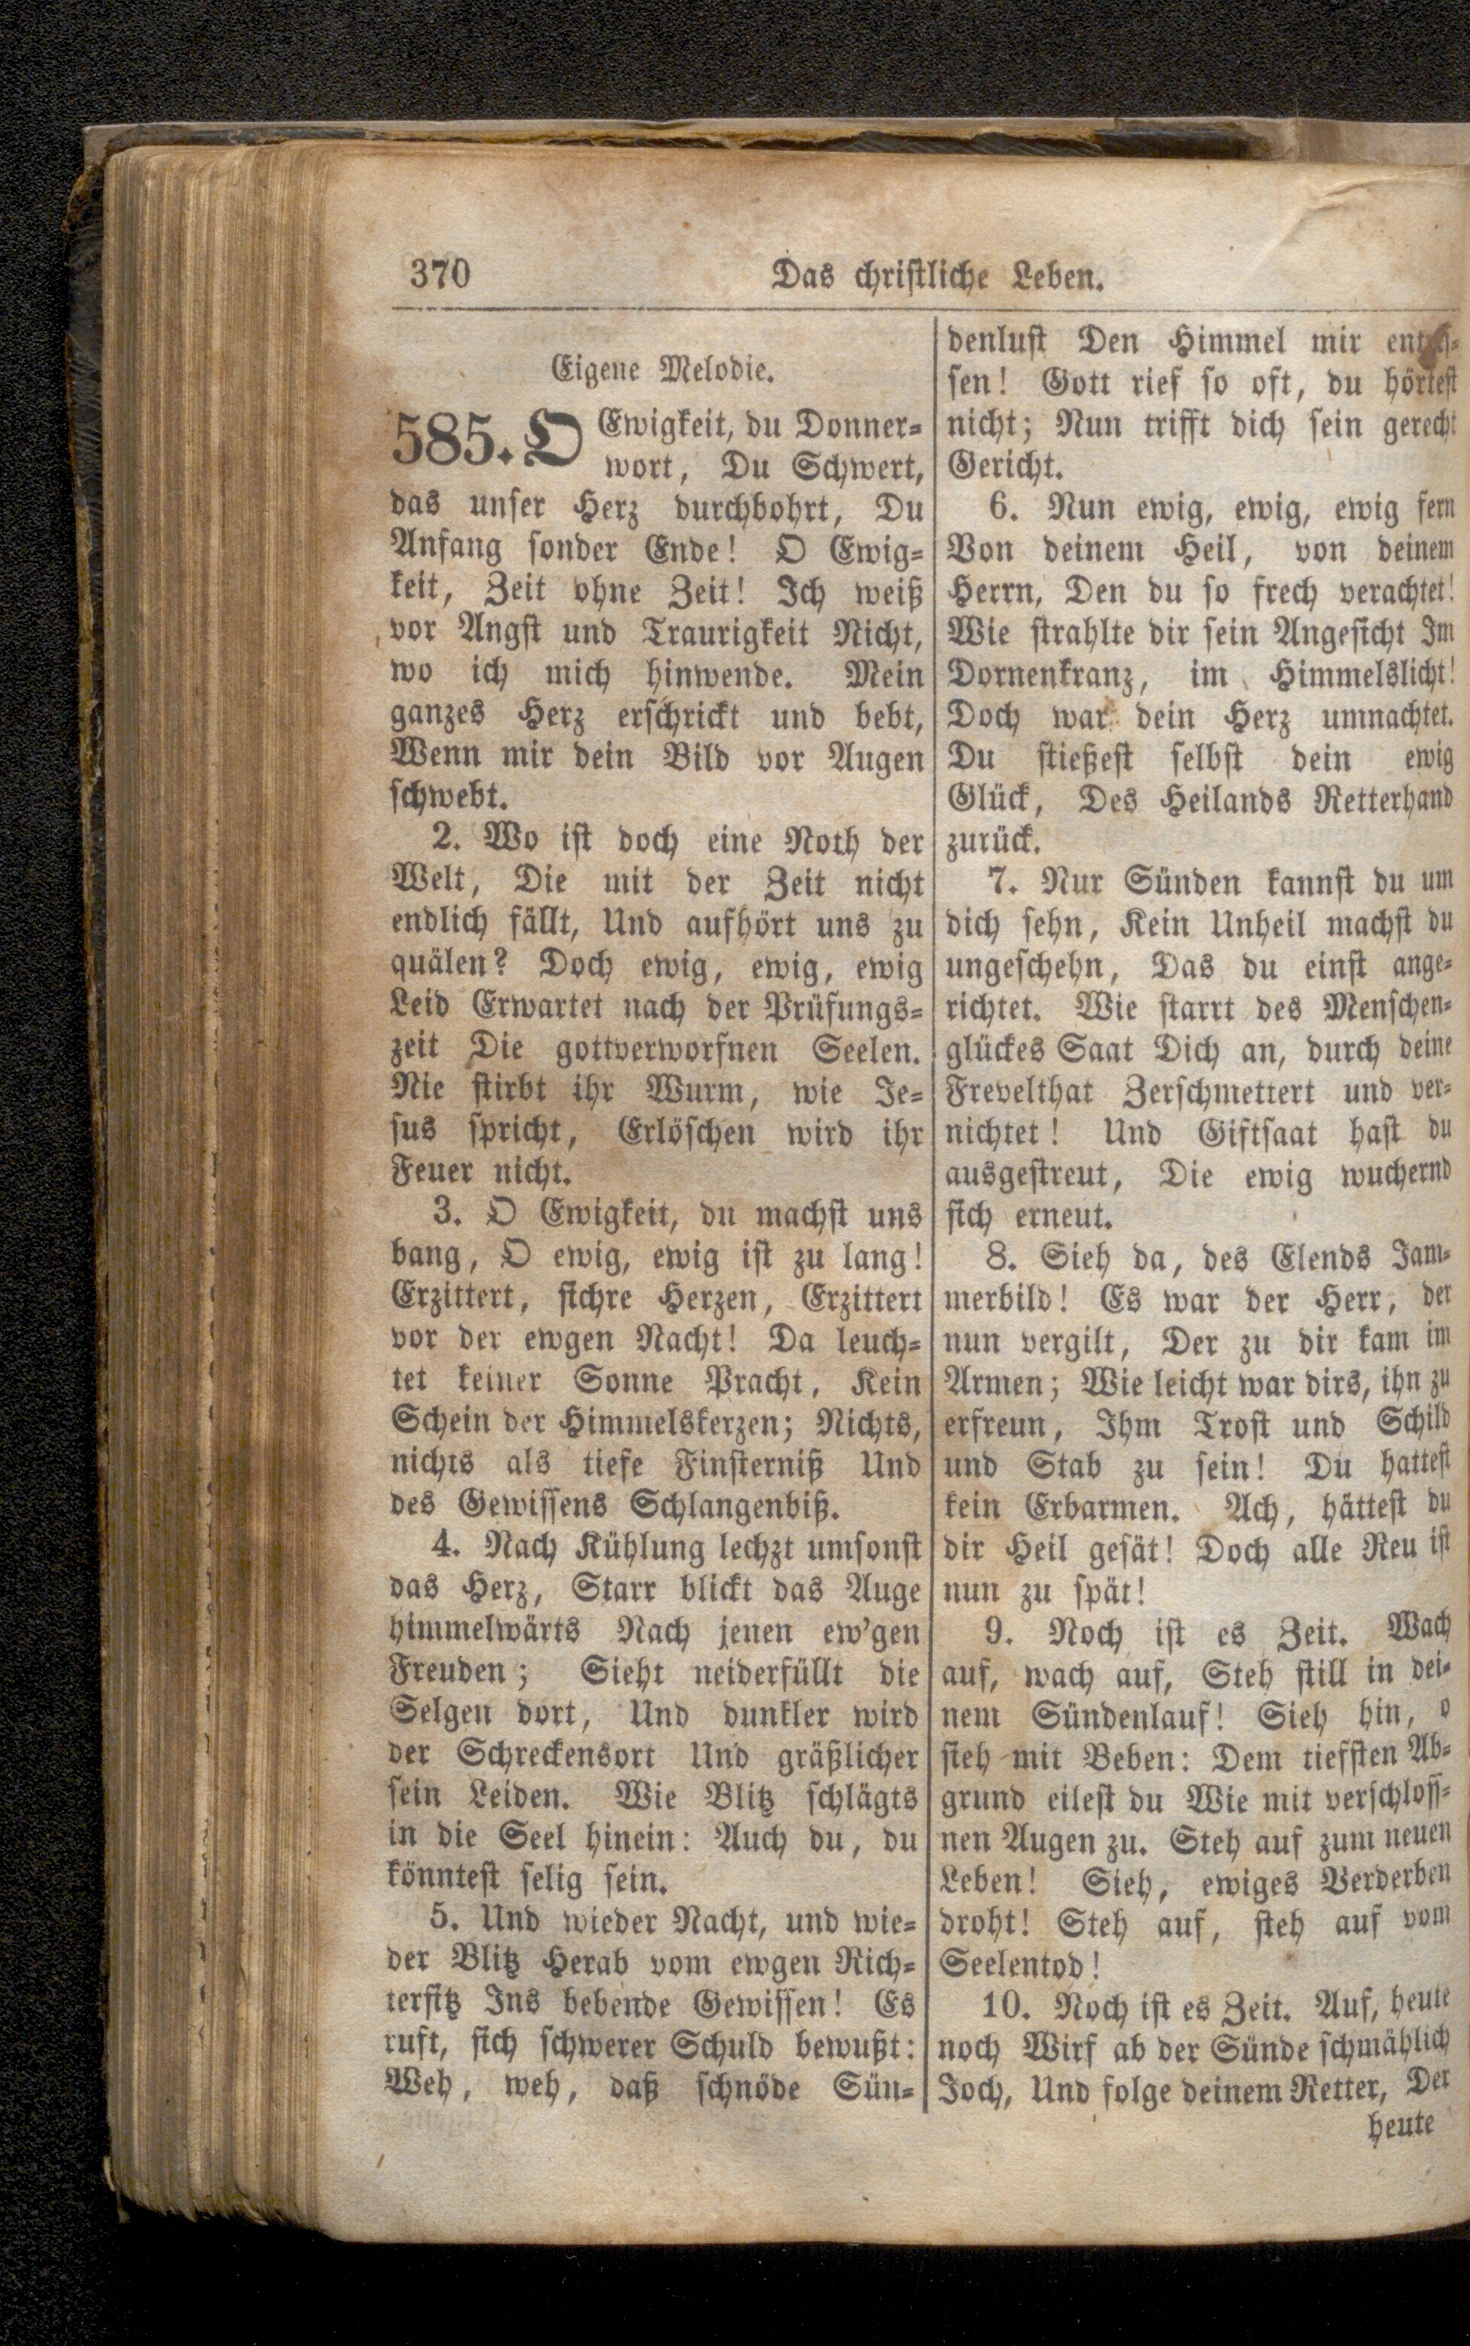 370
Das christliche Leben.
Eigene Melodie.
585. O Ewigkeit, du Donner-
wort, Du Schwert,
das unser Herz durchbohrt, Du
Anfang sonder Ende! O Ewig-
keit, Zeit ohne Zeit! Ich weiß
vor Angst und Traurigkeit Nicht,
wo ich mich hinwende. Mein
ganzes Herz erschrickt und bebt,
Wenn mir dein Bild vor Augen
schwebt.
2. Wo ist doch eine Noth der
Welt, Die mit der Zeit nicht
endlich fällt, Und aufhört uns zu
quälen? Doch ewig, ewig, ewig
Leid Erwartet nach der Prüfungs-
zeit Die gottverworfnen Seelen.
Nie stirbt ihr Wurm, wie Je-
sus spricht, Erlöschen wird ihr
Feuer nicht.
3. O Ewigkeit, du machst uns
bang, O ewig, ewig ist zu lang!
Erzittert, sichre Herzen, Erzittert
vor der ewgen Nacht! Da leuch-
tet keiner Sonne Pracht, Kein
Schein der Himmelskerzen; Nichts,
nichts als tiefe Finsterniß Und
des Gewissens Schlangenbiß.
4. Nach Kühlung lechzt umsonst
das Herz, Starr blickt das Auge
himmelwärts Nach jenen ew'gen
Freuden; Sieht neiderfüllt die
Selgen dort, Und dunkler wird
der Schreckensort Und gräßlicher
sein Leiden. Wie Blitz schlägts
in die Seel hinein: Auch du, du
könntest selig sein.
5. Und wieder Nacht, und wie-
der Blitz Herab vom ewgen Rich-
tersitz Ins bebende Gewissen! Es
ruft, sich schwerer Schuld bewußt:
Weh, weh, daß schnöde Sün-
denlust Den Himmel mir
sen! Gott rief so oft, du hörtest
nicht; Nun trifft dich sein gerecht
Gericht.
6. Nun ewig, ewig, ewig fern
Von deinem Heil, von deinem
Herrn, Den du so frech verachtet!
Wie strahlte dir sein Angesicht Im
Dornenkranz, im Himmelslicht!
Doch war dein Herz umnachtet.
Du stießest selbst dein ewig
Glück, Des Heilands Retterhand
zurück.
7. Nur Sünden kannst du um
dich sehn, Kein Unheil machst du
ungeschehn, Das du einst ange-
richtet. Wie starrt des Menschen-
glückes Saat Dich an, durch deine
Frevelthat Zerschmettert und ver-
nichtet! Und Giftsaat hast du
ausgestreut, Die ewig wuchernd
sich erneut.
8. Sieh da, des Elends Jam-
merbild! Es war der Herr, der
nun vergilt, Der zu dir kam im
Armen; Wie leicht war dirs, ihn zu
erfreun, Ihm Trost und Schild
und Stab zu sein! Du hattest
kein Erbarmen. Ach, hättest du
dir Heil gesät! Doch alle Reu ist
nun zu spät!
9. Noch ist es Zeit. Wach
auf, wach auf, Steh still in dei-
nem Sündenlauf! Sieh hin, o
sieh mit Beben: Dem tiefsten Ab-
grund eilest du Wie mit verschloss-
nen Augen zu. Steh auf zum neuen
Leben! Sieh, ewiges Verderben
droht! Steh auf, steh auf vom
Seelentod!
10. Noch ist es Zeit. Auf, heute
noch Wirf ab der Sünde schmählich
Joch, Und folge deinem Retter, Der
heute